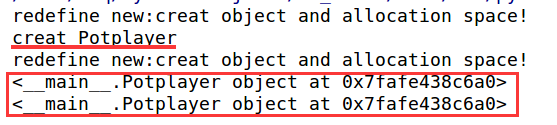 redefine new:creat object and allocation space!
creat Potplayer
redefine new:creat object and allocation space!
<__main__.Potplayer object at 0x7fafe438c6a0>
<__main__.Potplayer object at 0x7fafe438c6a0>